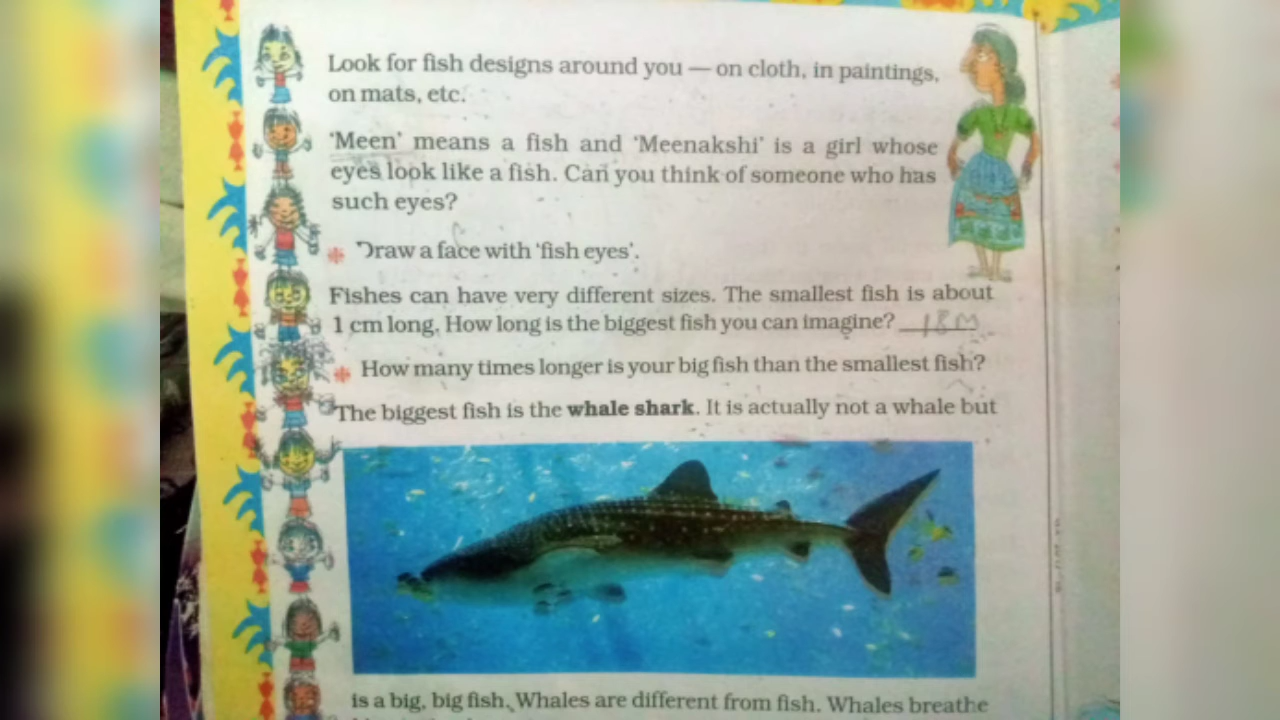 Look for fish designs around you — on cloth, in paintings,
on mats, etc.
'Meen' means a fish and 'Meenakshi' is a girl whose
eyes look like a fish. Can you think of someone who has
such eyes?
Draw a face with 'fish eyes'.
Fishes can have very different sizes. The smallest fish is about
1 cm long. How long is the biggest fish you can imagine? 18m
How many times longer is your big fish than the smallest fish?
The biggest fish is the whale shark. It is actually not a whale but
is a big, big fish. Whales are different from fish. Whales breathe